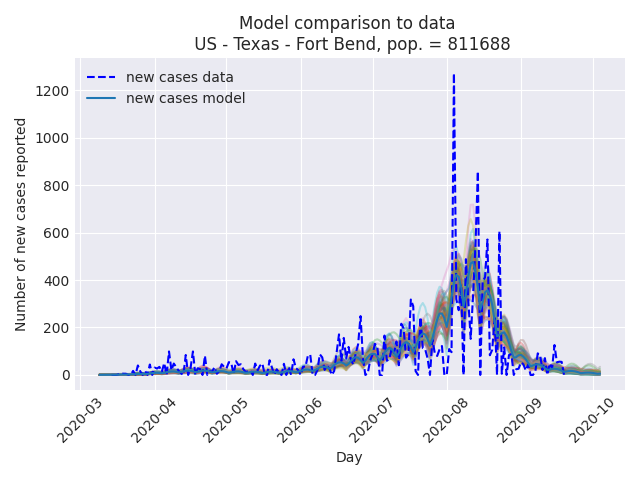 Model comparison to data
US - Texas - Fort Bend, pop. = 811688
new cases data
new cases model
Number of new cases reported
1200
1000
800
600
400
200
0
2020-03
2020-04
2020-05
2020-06
2020-07
2020-08
2020-09
2020-10
Day